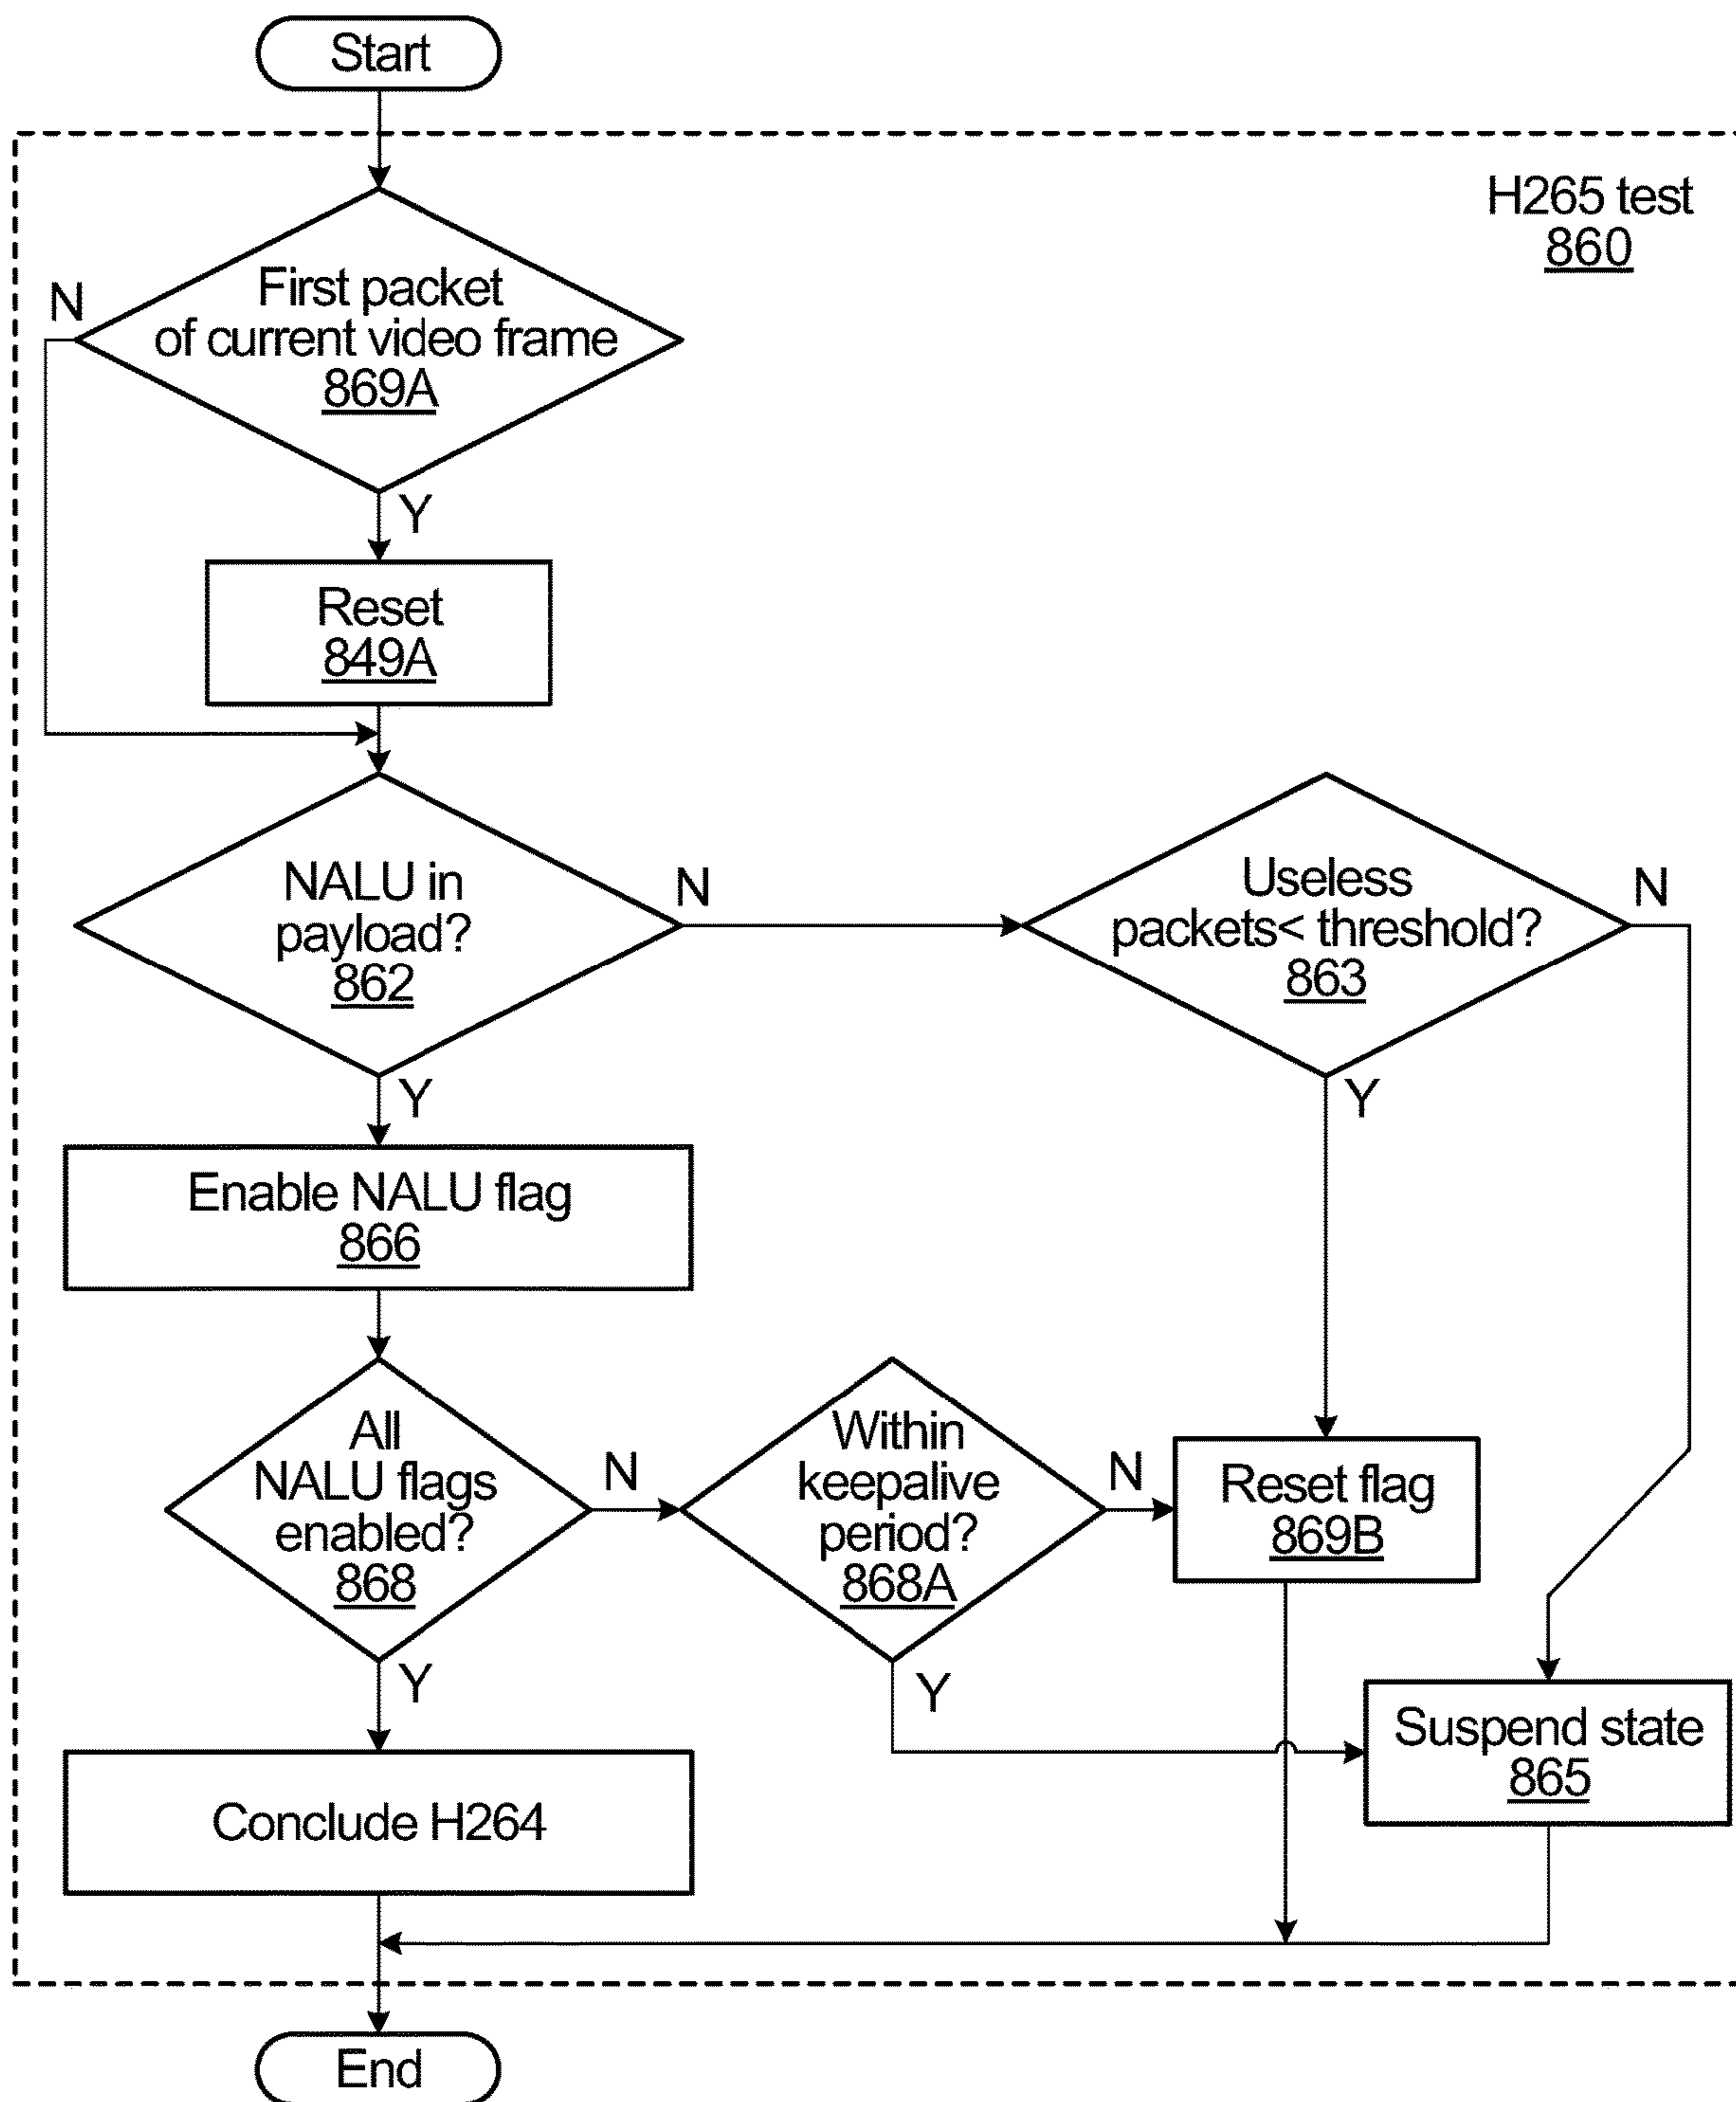 Start
H265 test
860
First packet
of current video frame
869A
N
Y
Reset
849A
NALU in
payload?
862
N
Y
Useless
packets< threshold?
863
N
Y
Enable NALU flag
866
All
NALU flags
enabled?
868
N
Y
Within
keepalive
period?
868A
N
Y
Reset flag
869B
Suspend state
865
Conclude H264
End